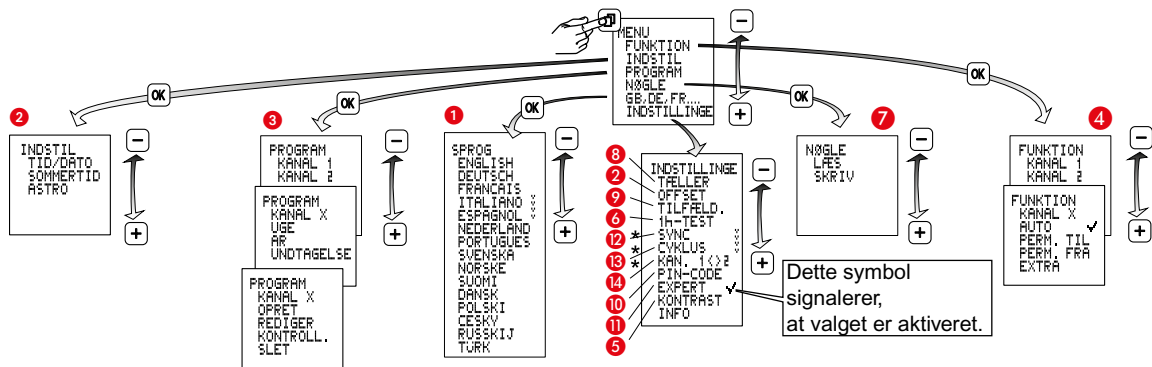 MENU
FUNKTION
INDSTIL
PROGRAM
NØGLE
GB,DE,FR....
INDSTILLINGE
−
+
OK
OK
OK
OK
OK
2
INDSTIL
TID/DATO
SOMMERTID
ASTRO
−
+
3
PROGRAM
KANAL 1
KANAL 2
PROGRAM
KANAL X
UGE
AR
UNDTAGELSE
PROGRAM
KANAL X
OPRET
REDIGER
KONTROLL.
SLET
−
+
1
SPROG
ENGLISH
DEUTSCH
FRANCAIS
ITALIANO
ESPAGNOL
NEDERLAND
PORTUGUES
SVENSKA
NORSKE
SUOMI
DANSK
POLSKI
CESKY
RUSSKIJ
TÜRK
−
+
INDSTILLINGE
8 TÆLLER
2 OFFSET
9 TILFÆLD.
6 1h-TEST
12 * SYNC
13 * CYKLUS
14 * KAN. 1<>2
10 PIN-CODE
11 EXPERT ✓
5 KONTRAST
INFO
−
+
Dette symbol
signalerer,
at valget er aktiveret.
7
NØGLE
LÆS
SKRIV
4
FUNKTION
KANAL 1
KANAL 2
FUNKTION
KANAL X
AUTO ✓
PERM. TIL
PERM. FRA
EXTRA
−
+